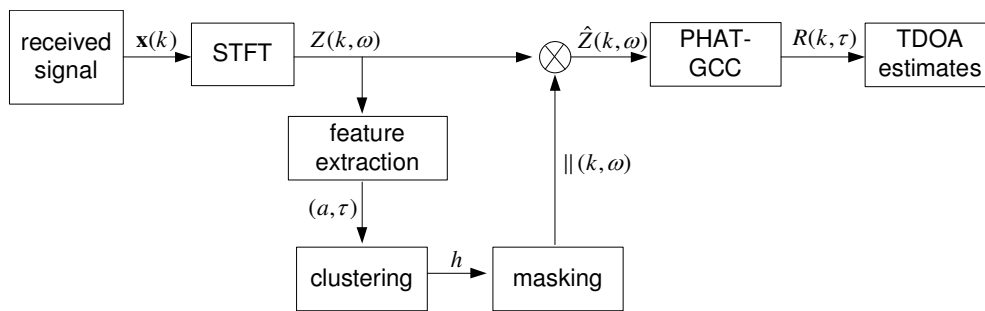 received signal
x(k)
STFT
Z(k,ω)
Ẑ(k,ω)
PHAT-GCC
R(k,τ)
TDOA estimates
feature extraction
||(k,ω)
(a,τ)
clustering
h
masking